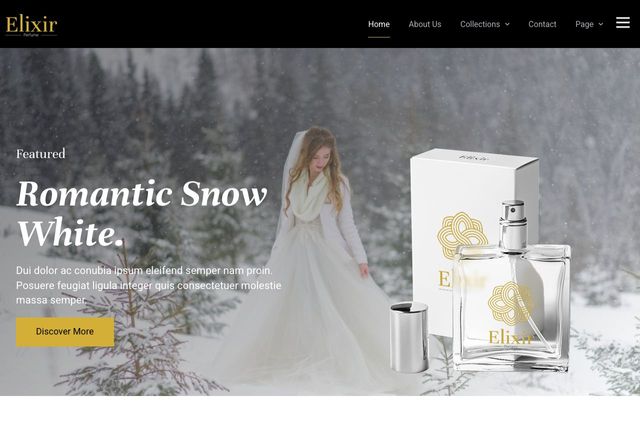 Elixir
Perfume
Home
About Us
Collections
Contact
Page
Featured
Romantic Snow
White.
Dui dolor ac conubia ipsum eleifend semper nam proin.
Posuere feugiat ligula integer quis consectetuer molestie
massa semper.
Discover More
Elixir
Elixir
Elixir